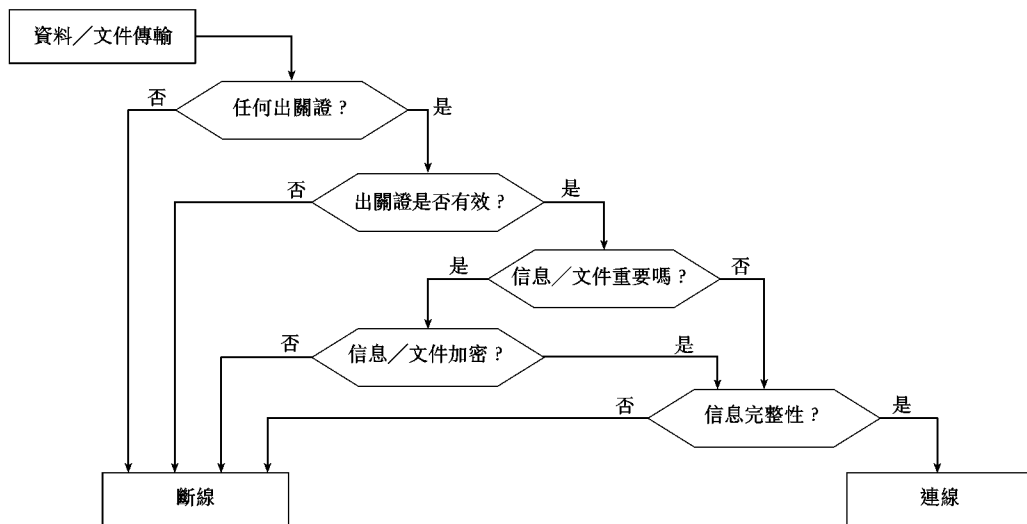 資料／文件傳輸
否
任何出關證？
是
否
出關證是否有效？
是
是
信息／文件重要嗎？
否
否
信息／文件加密？
是
否
信息完整性？
是
斷線
連線